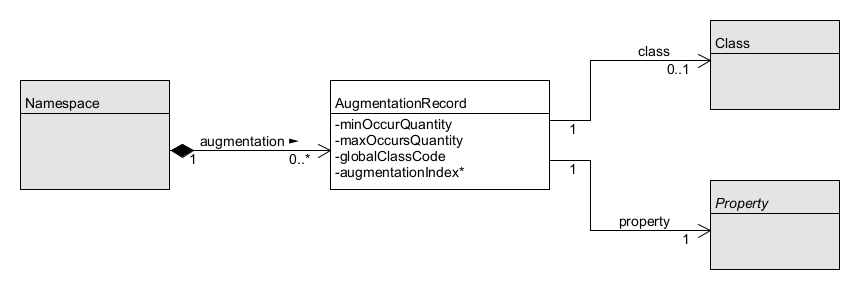 Namespace
augmentation ►
1
0..*
AugmentationRecord
-minOccurQuantity
-maxOccursQuantity
-globalClassCode
-augmentationIndex*
1
class
0..1
Class
1
property
1
Property